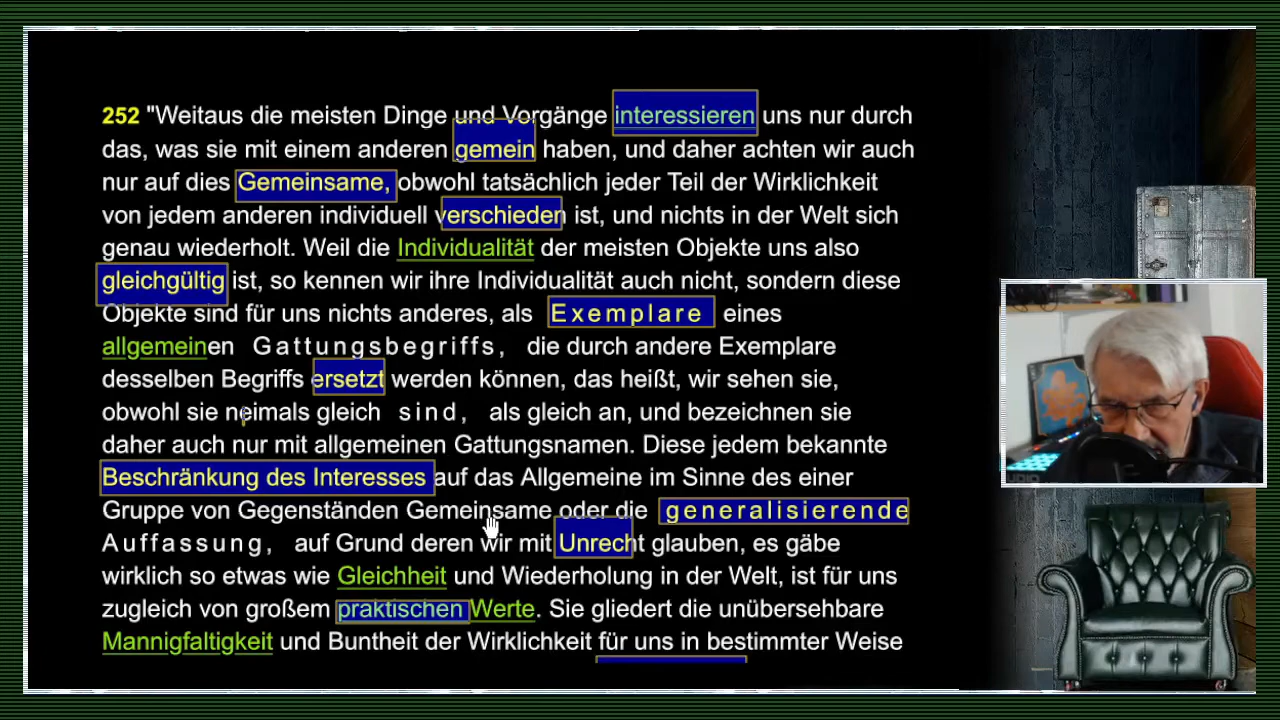 252 "Weitaus die meisten Dinge und Vorgänge interessieren uns nur durch
das, was sie mit einem anderen gemein haben, und daher achten wir auch
nur auf dies Gemeinsame, obwohl tatsächlich jeder Teil der Wirklichkeit
von jedem anderen individuell verschieden ist, und nichts in der Welt sich
genau wiederholt. Weil die Individualität der meisten Objekte uns also
gleichgültig ist, so kennen wir ihre Individualität auch nicht, sondern diese
Objekte sind für uns nichts anderes, als Exemplare eines
allgemeinen Gattungsbegriffs, die durch andere Exemplare
desselben Begriffs ersetzt werden können, das heißt, wir sehen sie,
obwohl sie neimals gleich sind, als gleich an, und bezeichnen sie
daher auch nur mit allgemeinen Gattungsnamen. Diese jedem bekannte
Beschränkung des Interesses auf das Allgemeine im Sinne des einer
Gruppe von Gegenständen Gemeinsame oder die generalisierende
Auffassung, auf Grund deren wir mit Unrecht glauben, es gäbe
wirklich so etwas wie Gleichheit und Wiederholung in der Welt, ist für uns
zugleich von großem praktischen Werte. Sie gliedert die unübersehbare
Mannigfaltigkeit und Buntheit der Wirklichkeit für uns in bestimmter Weise